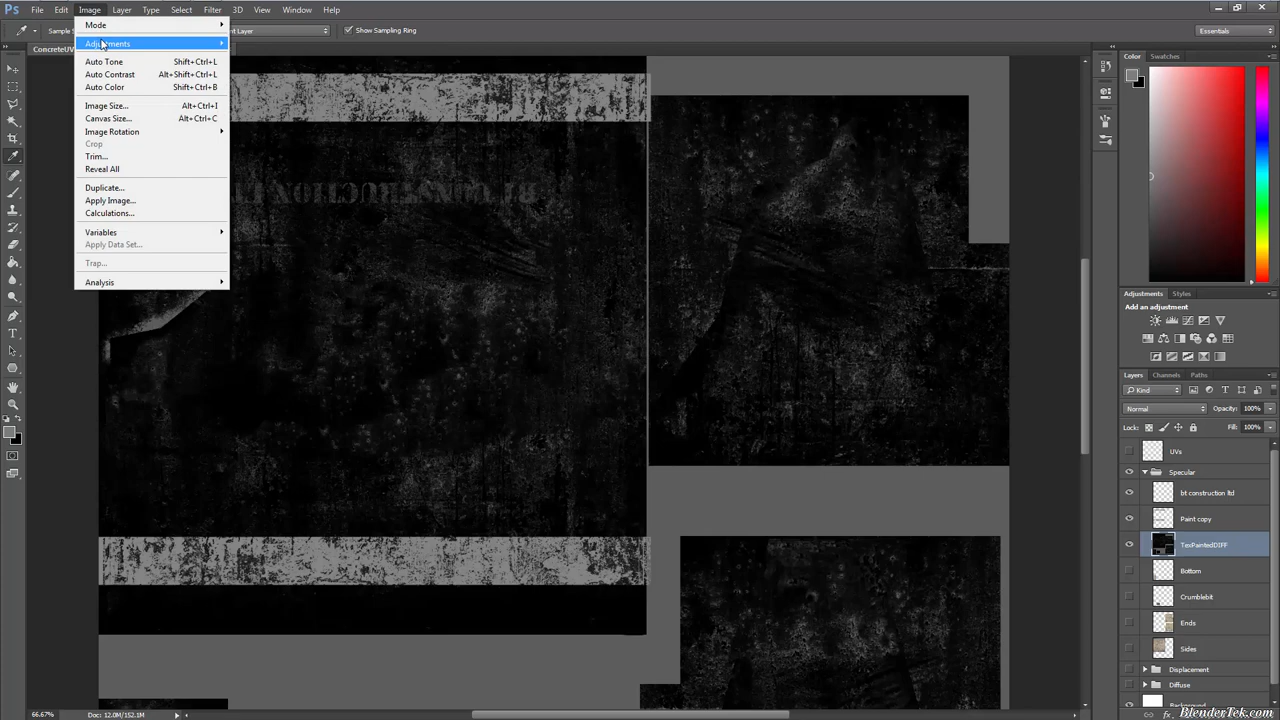 Ps File Edit Image Layer Type Select Filter 3D View Window Help
Show Sampling Ring
Essentials
ConcreteUV
Mode
Adjustments
Auto Tone Shift+Ctrl+L
Auto Contrast Alt+Shift+Ctrl+L
Auto Color Shift+Ctrl+B
Image Size... Alt+Ctrl+I
Canvas Size... Alt+Ctrl+C
Image Rotation
Crop
Trim...
Reveal All
Duplicate...
Apply Image...
Calculations...
Variables
Apply Data Set...
Trap...
Analysis
Color Swatches
Adjustments Styles
Add an adjustment
Layers Channels Paths
Kind
Normal Opacity: 100%
Lock: Fill: 100%
UVs
Specular
bt construction ltd
Paint copy
TexPaintedDIFF
Bottom
Crumblebit
Ends
Sides
Displacement
Diffuse
Background
66.67% Doc: 12.0M/152.1M
BlenderTek.com